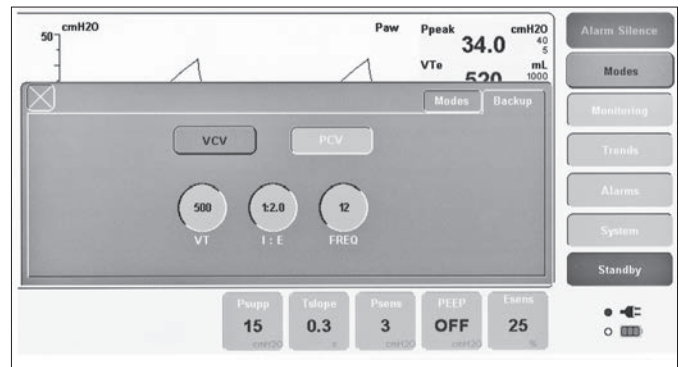 50
cmH2O
Paw
Ppeak
34.0
cmH2O
40
5
VTe
520
mL
1000
Alarm Silence
Modes
Monitoring
Trends
Alarms
System
Standby
Modes
Backup
VCV
PCV
500
1:2.0
12
VT
I : E
FREQ
Psupp
15
cmH2O
Tslope
0.3
s
Psens
3
cmH2O
PEEP
OFF
cmH2O
Esens
25
%